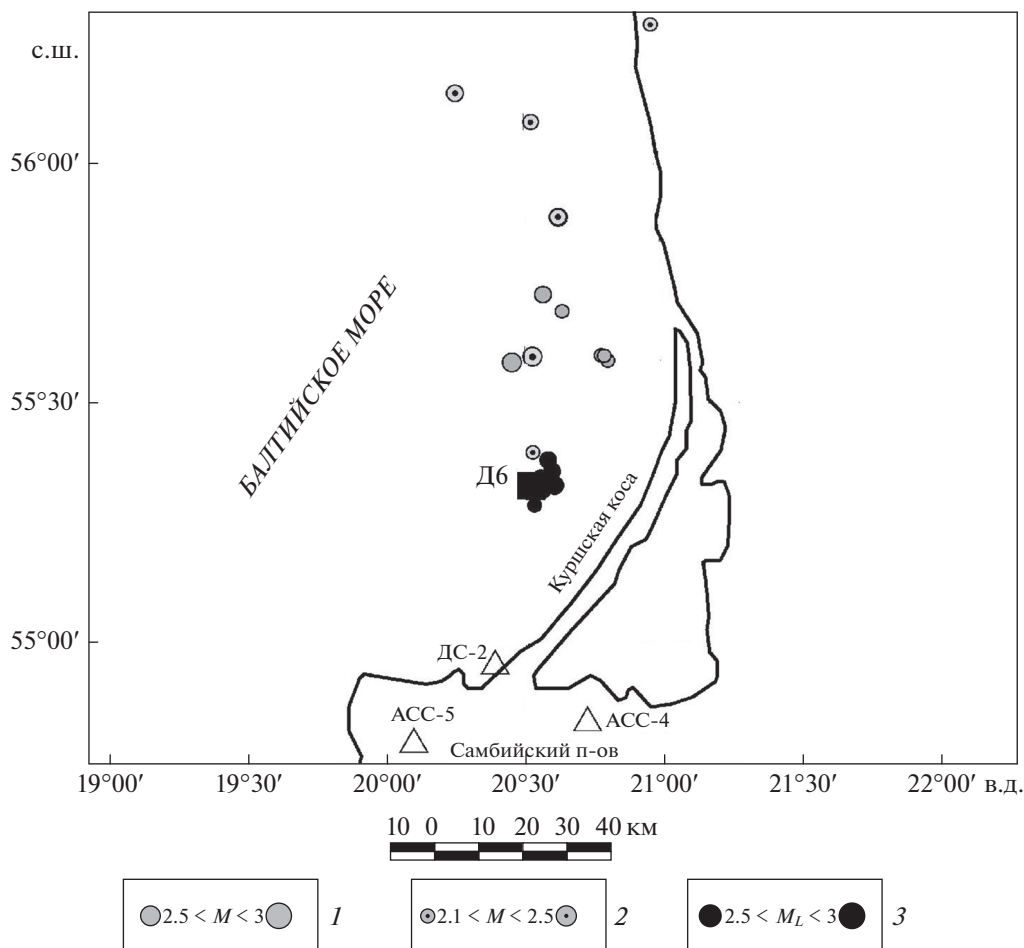 с.ш.
56°00′
БАЛТИЙСКОЕ МОРЕ
55°30′
Д6
Куршская коса
55°00′
ДС-2
АСС-5
АСС-4
Самбийский п-ов
19°00′ 19°30′ 20°00′ 20°30′ 21°00′ 21°30′ 22°00′ в.д.
10 0 10 20 30 40 км
2.5 < M < 3 1
2.1 < M < 2.5 2
2.5 < M_L < 3 3